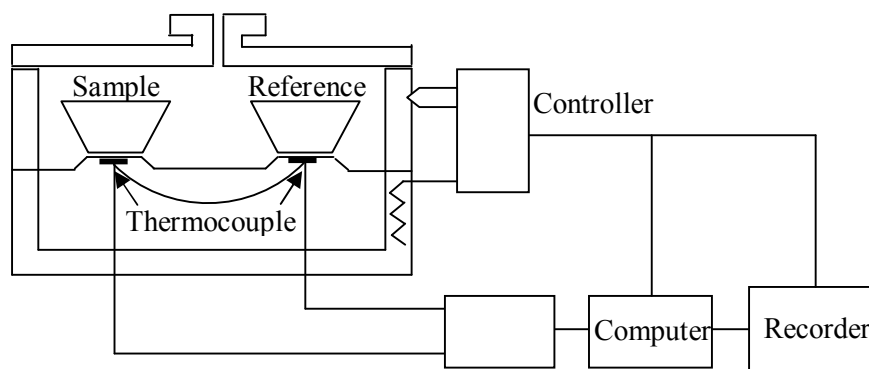 Sample
Reference
Controller
Thermocouple
Computer
Recorder